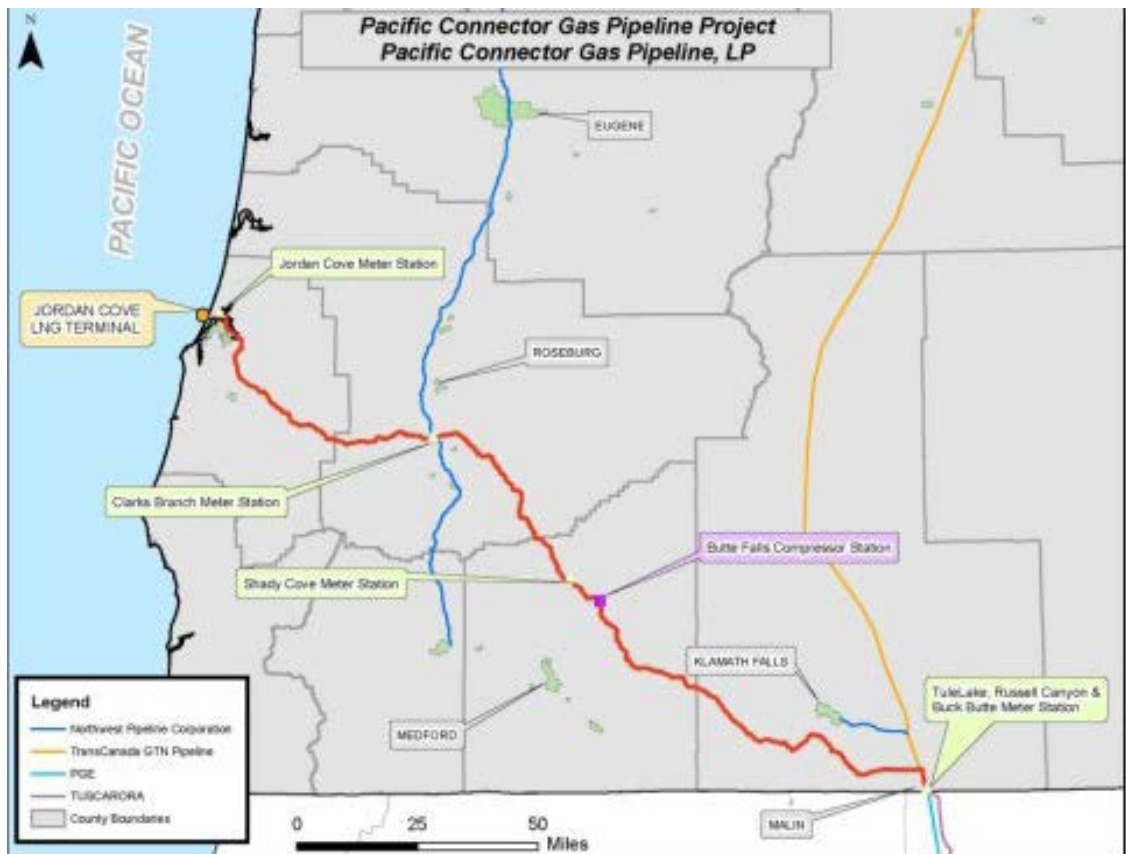 Pacific Connector Gas Pipeline Project
Pacific Connector Gas Pipeline, LP
N
PACIFIC OCEAN
EUGENE
Jordan Cove Meter Station
JORDAN COVE
LNG TERMINAL
ROSEBURG
Clarks Branch Meter Station
Butte Falls Compressor Station
Shady Cove Meter Station
KLAMATH FALLS
TuleLake, Russell Canyon &
Buck Butte Meter Station
MEDFORD
MALIN
Legend
Northwest Pipeline Corporation
TransCanada GTN Pipeline
PGE
TUSCARORA
County Boundaries
0 25 50
Miles